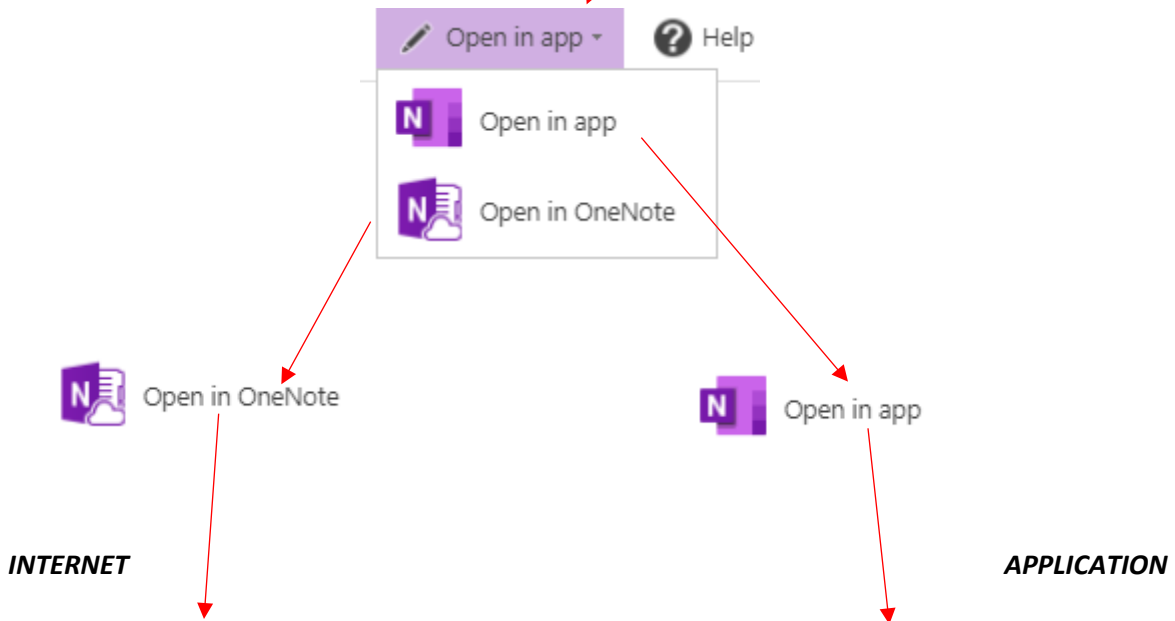 Open in app
Help
Open in app
Open in OneNote
Open in OneNote
Open in app
INTERNET
APPLICATION